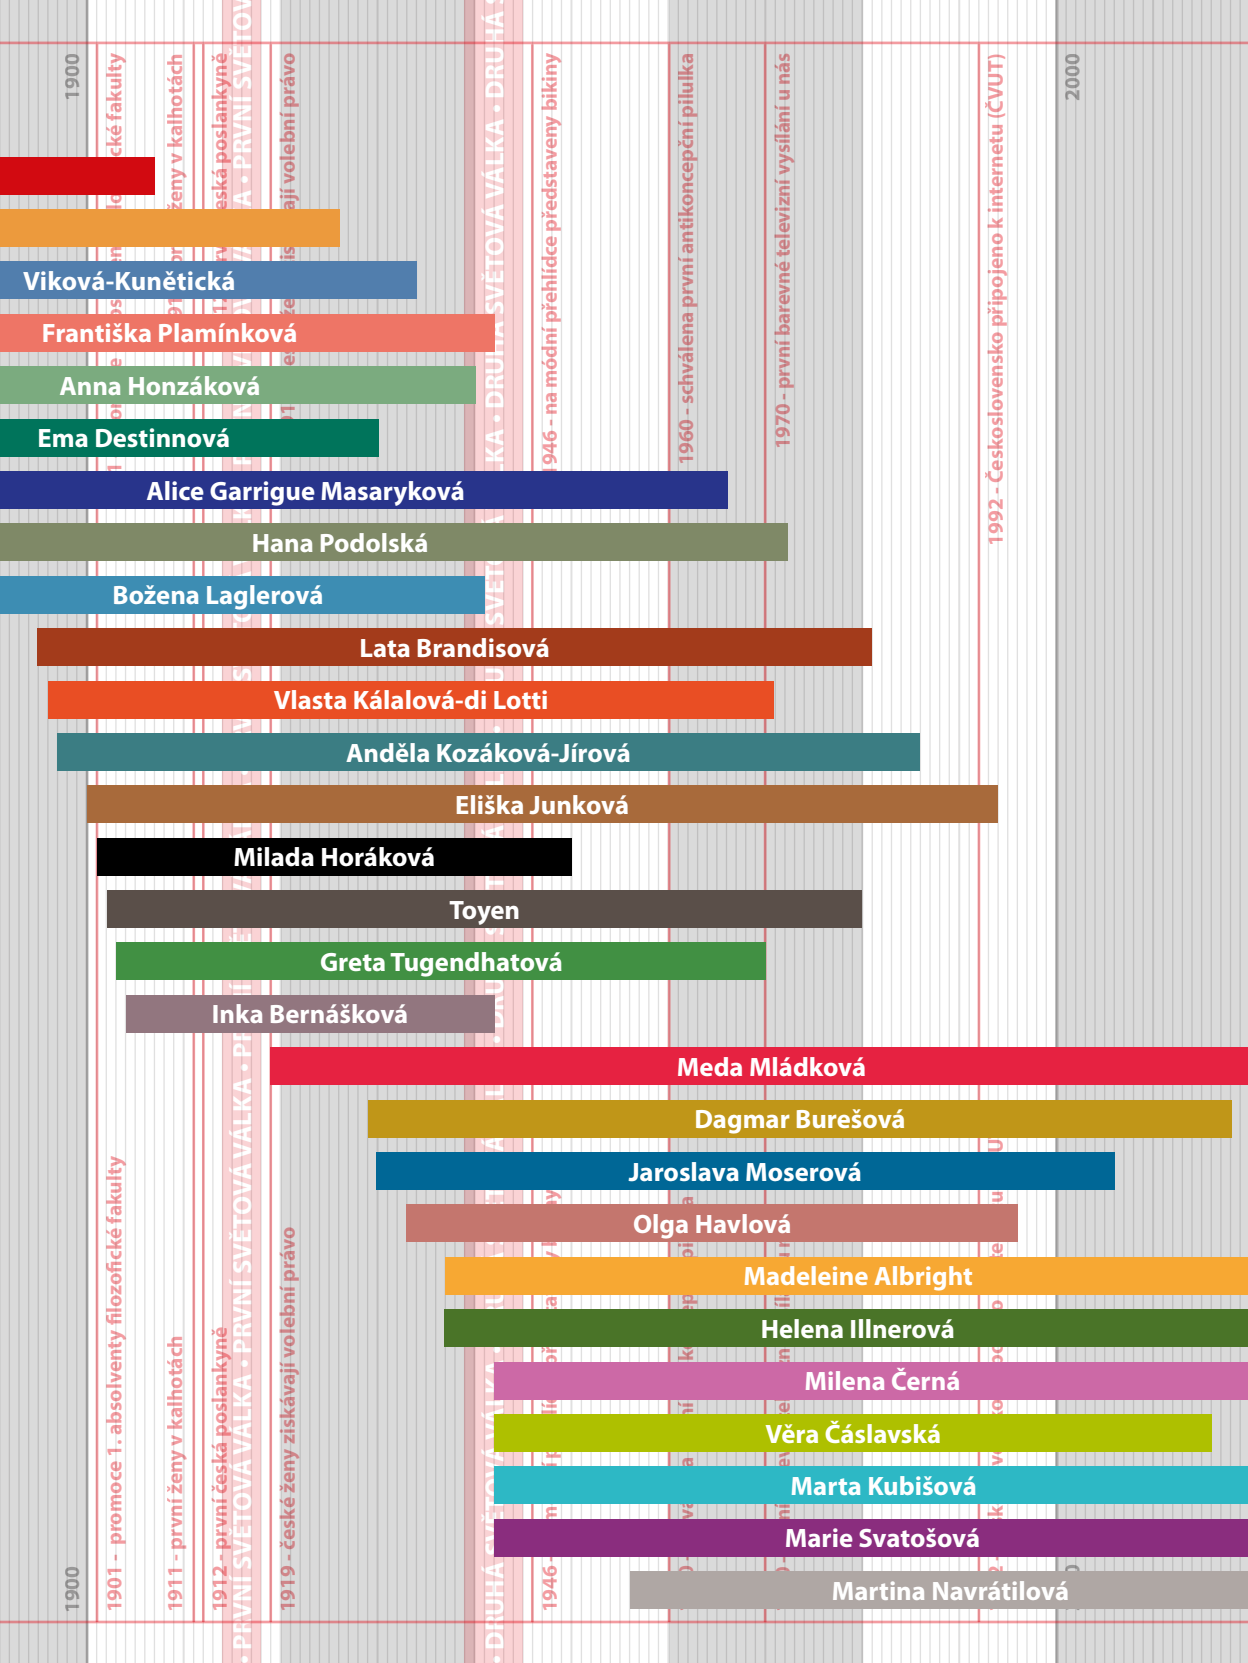 1900
2000
1946 - na módní přehlídce představeny bikiny
1960 - schválena první antikoncepční pilulka
1970 - první barevné televizní vysílání u nás
1992 - Československo připojeno k internetu (ČVUT)
Viková-Kunětická
Františka Plamínková
Anna Honzáková
Ema Destinnová
Alice Garrigue Masaryková
Hana Podolská
Božena Laglerová
Lata Brandisová
Vlasta Kálalová-di Lotti
Anděla Kozáková-Jírová
Eliška Junková
Milada Horáková
Toyen
Greta Tugendhatová
Inka Bernášková
Meda Mládková
Dagmar Burešová
Jaroslava Moserová
Olga Havlová
Madeleine Albright
Helena Illnerová
Milena Černá
Věra Čáslavská
Marta Kubišová
Marie Svatošová
Martina Navrátilová
1900
1901 - promoce 1. absolventy filozofické fakulty
1911 - první ženy v kalhotách
1912 - první česká poslankyně
PRVNÍ SVĚTOVÁ VÁLKA • PRVNÍ SVĚTOVÁ VÁLKA
1919 - české ženy získávají volební právo
DRUHÁ SVĚTOVÁ VÁLKA
1946